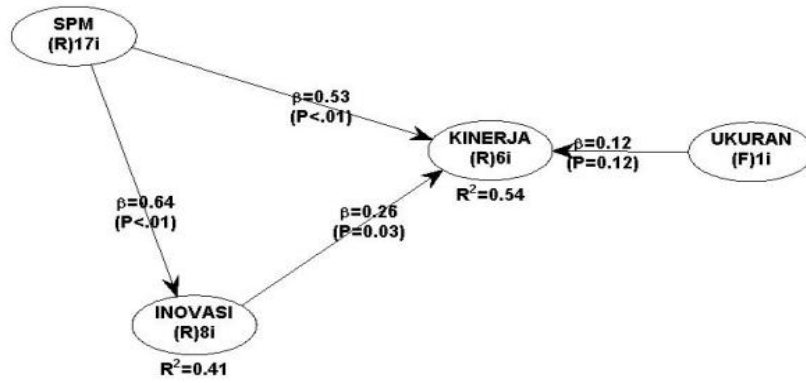 SPM
(R)17i
β=0.53
(P<.01)
KINERJA
(R)6i
R²=0.54
β=0.12
(P=0.12)
UKURAN
(F)1i
β=0.64
(P<.01)
β=0.26
(P=0.03)
INOVASI
(R)8i
R²=0.41